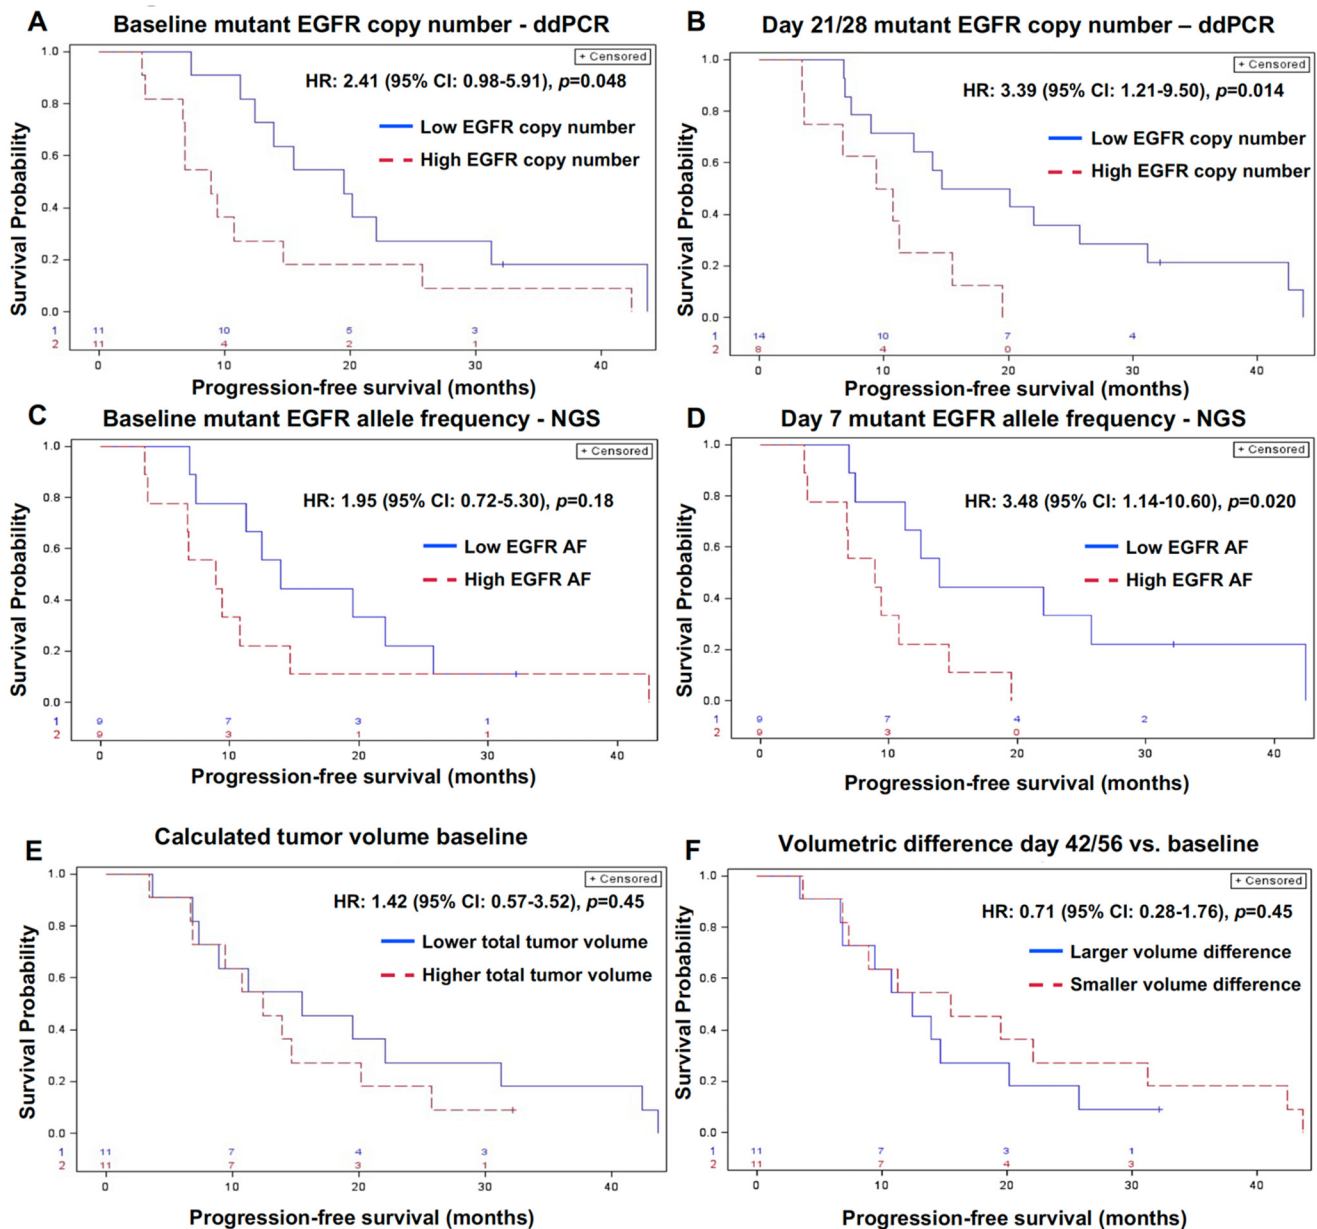 A Baseline mutant EGFR copy number - ddPCR
+ Censored
HR: 2.41 (95% CI: 0.98-5.91), p=0.048
Low EGFR copy number
High EGFR copy number
Survival Probability
1.0
0.8
0.6
0.4
0.2
0.0
1 11 10 5 3
2 11 4 2 1
0 10 20 30 40
Progression-free survival (months)
B Day 21/28 mutant EGFR copy number – ddPCR
+ Censored
HR: 3.39 (95% CI: 1.21-9.50), p=0.014
Low EGFR copy number
High EGFR copy number
Survival Probability
1.0
0.8
0.6
0.4
0.2
0.0
1 14 10 7 4
2 8 4 0
0 10 20 30 40
Progression-free survival (months)
C Baseline mutant EGFR allele frequency - NGS
+ Censored
HR: 1.95 (95% CI: 0.72-5.30), p=0.18
Low EGFR AF
High EGFR AF
Survival Probability
1.0
0.8
0.6
0.4
0.2
0.0
1 9 7 3 1
2 9 3 1 1
0 10 20 30 40
Progression-free survival (months)
D Day 7 mutant EGFR allele frequency - NGS
+ Censored
HR: 3.48 (95% CI: 1.14-10.60), p=0.020
Low EGFR AF
High EGFR AF
Survival Probability
1.0
0.8
0.6
0.4
0.2
0.0
1 9 7 4 2
2 9 3 0
0 10 20 30 40
Progression-free survival (months)
E Calculated tumor volume baseline
+ Censored
HR: 1.42 (95% CI: 0.57-3.52), p=0.45
Lower total tumor volume
Higher total tumor volume
Survival Probability
1.0
0.8
0.6
0.4
0.2
0.0
1 11 7 4 3
2 11 7 3 1
0 10 20 30 40
Progression-free survival (months)
F Volumetric difference day 42/56 vs. baseline
+ Censored
HR: 0.71 (95% CI: 0.28-1.76), p=0.45
Larger volume difference
Smaller volume difference
Survival Probability
1.0
0.8
0.6
0.4
0.2
0.0
1 11 7 3 1
2 11 7 4 3
0 10 20 30 40
Progression-free survival (months)